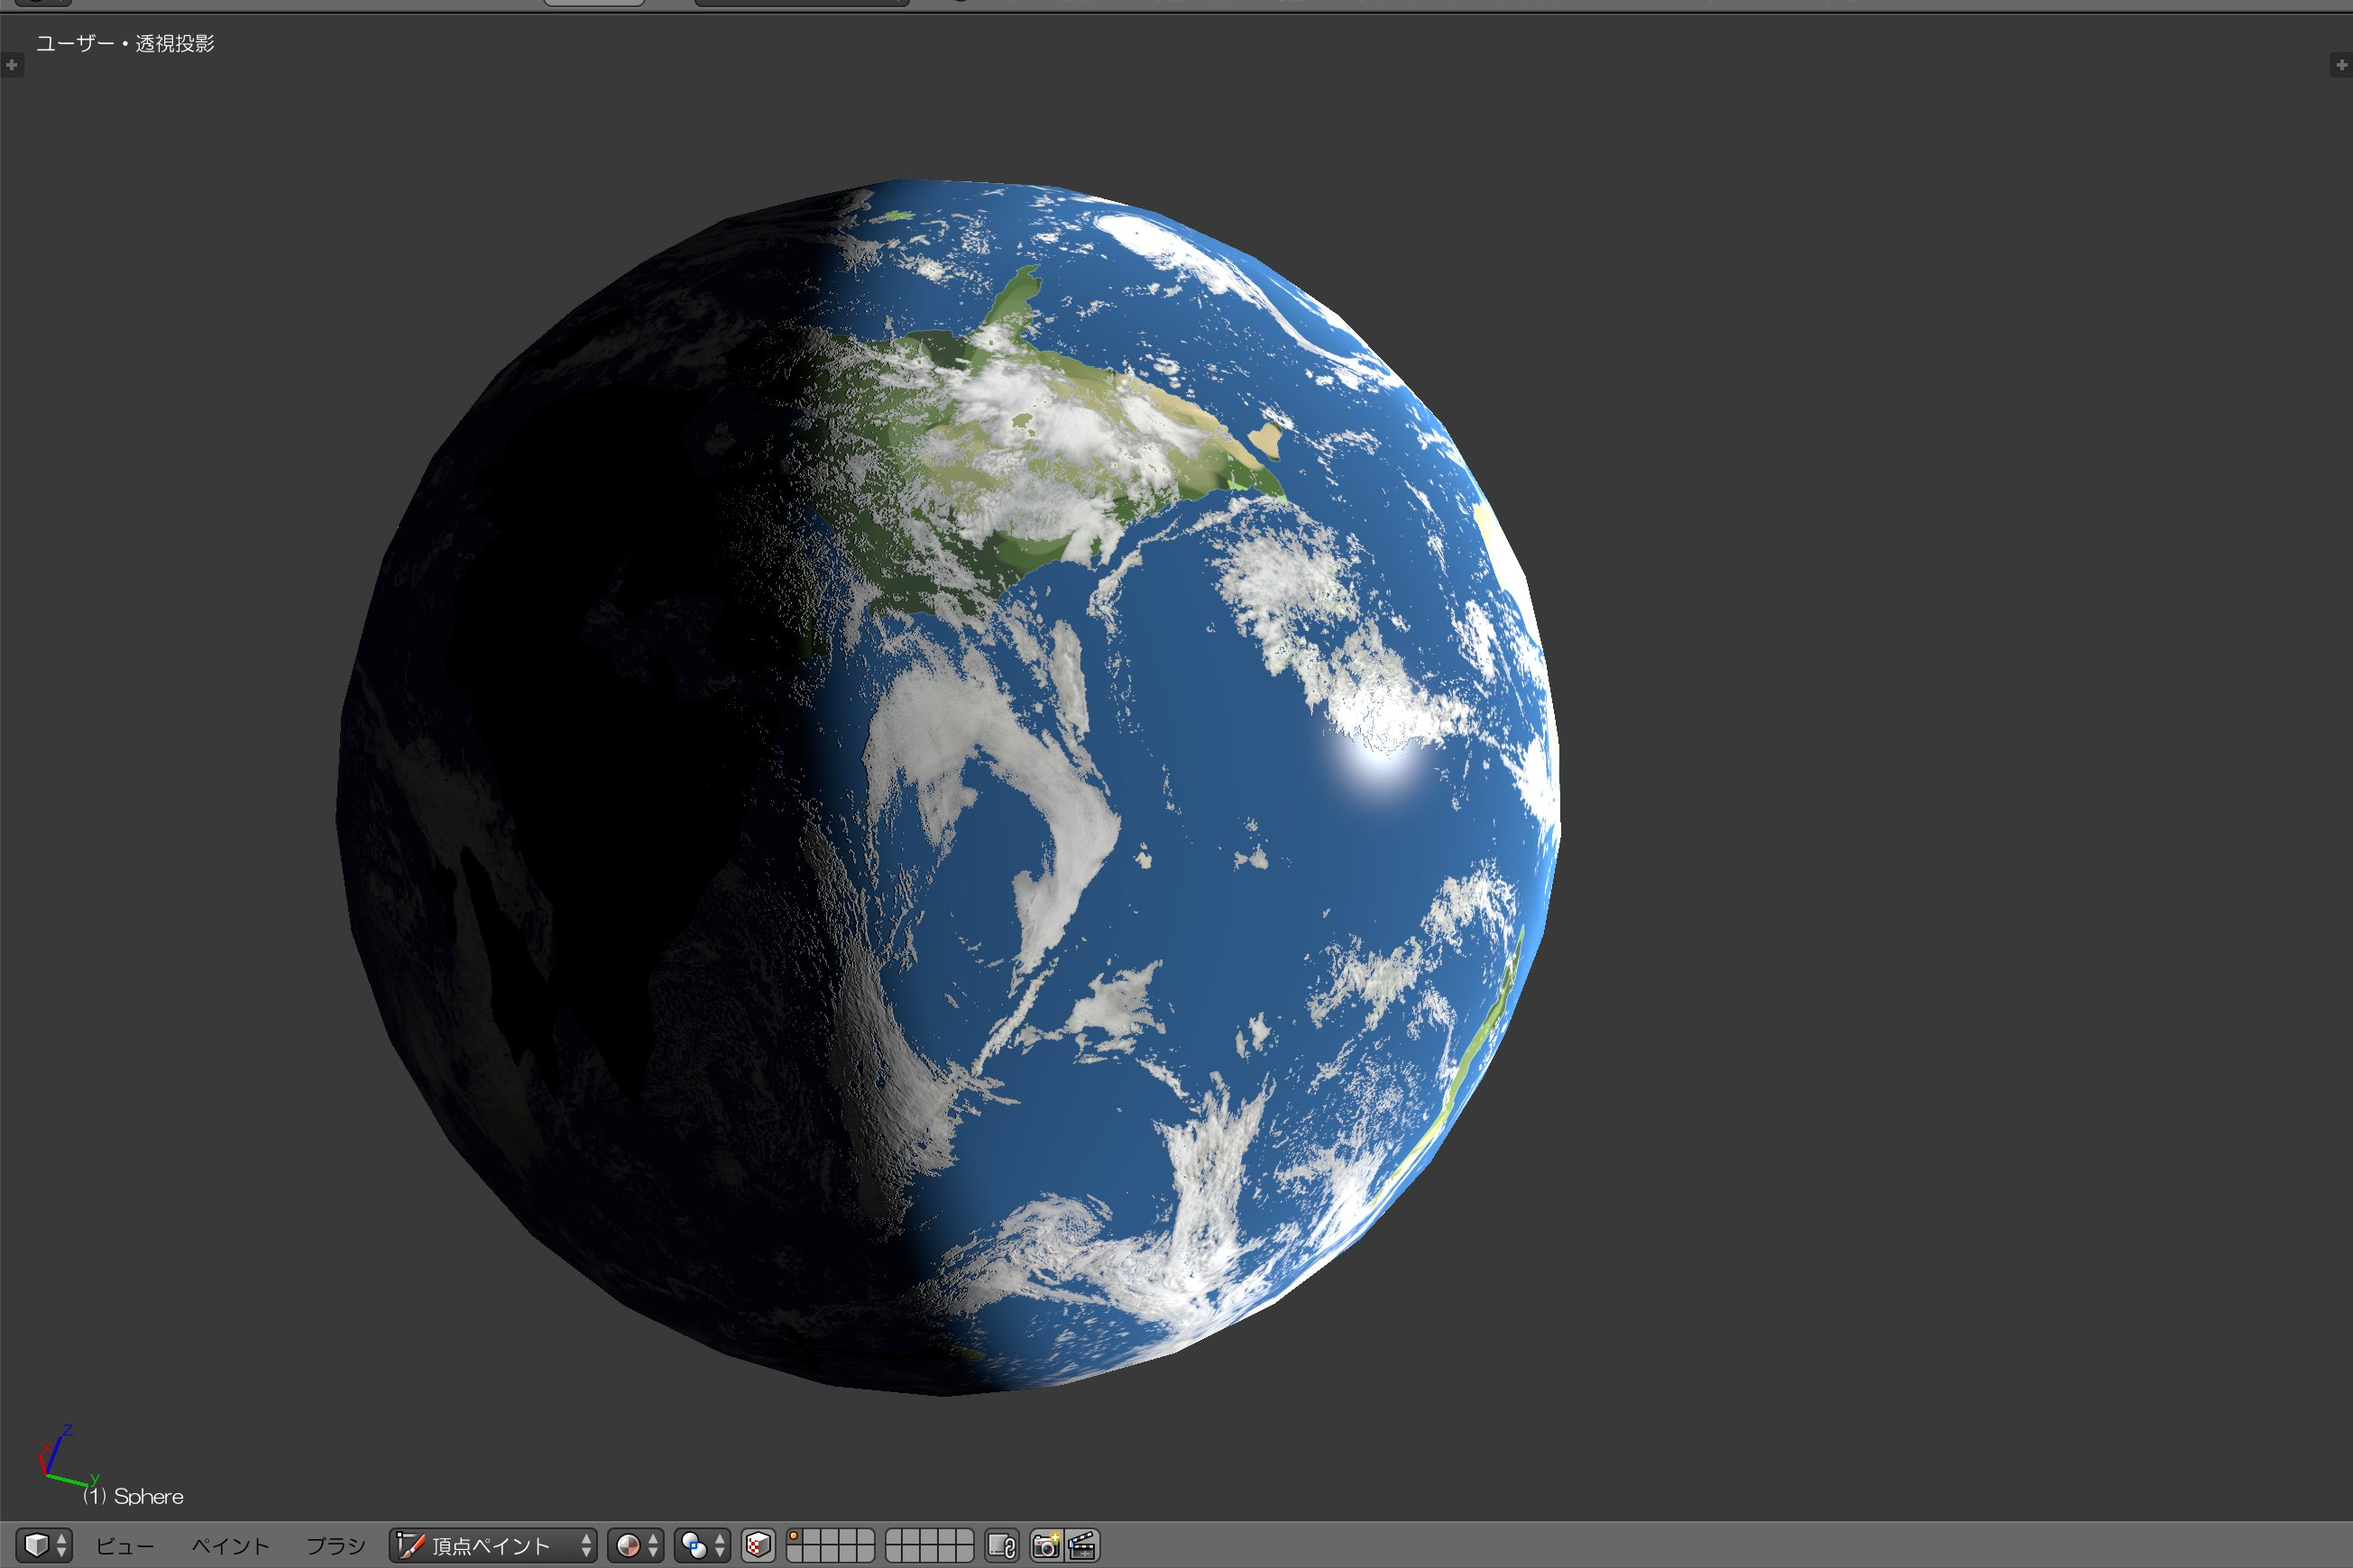 ユーザー・透視投影
Z
X
y
(1) Sphere
ビュー
ペイント
ブラシ
頂点ペイント